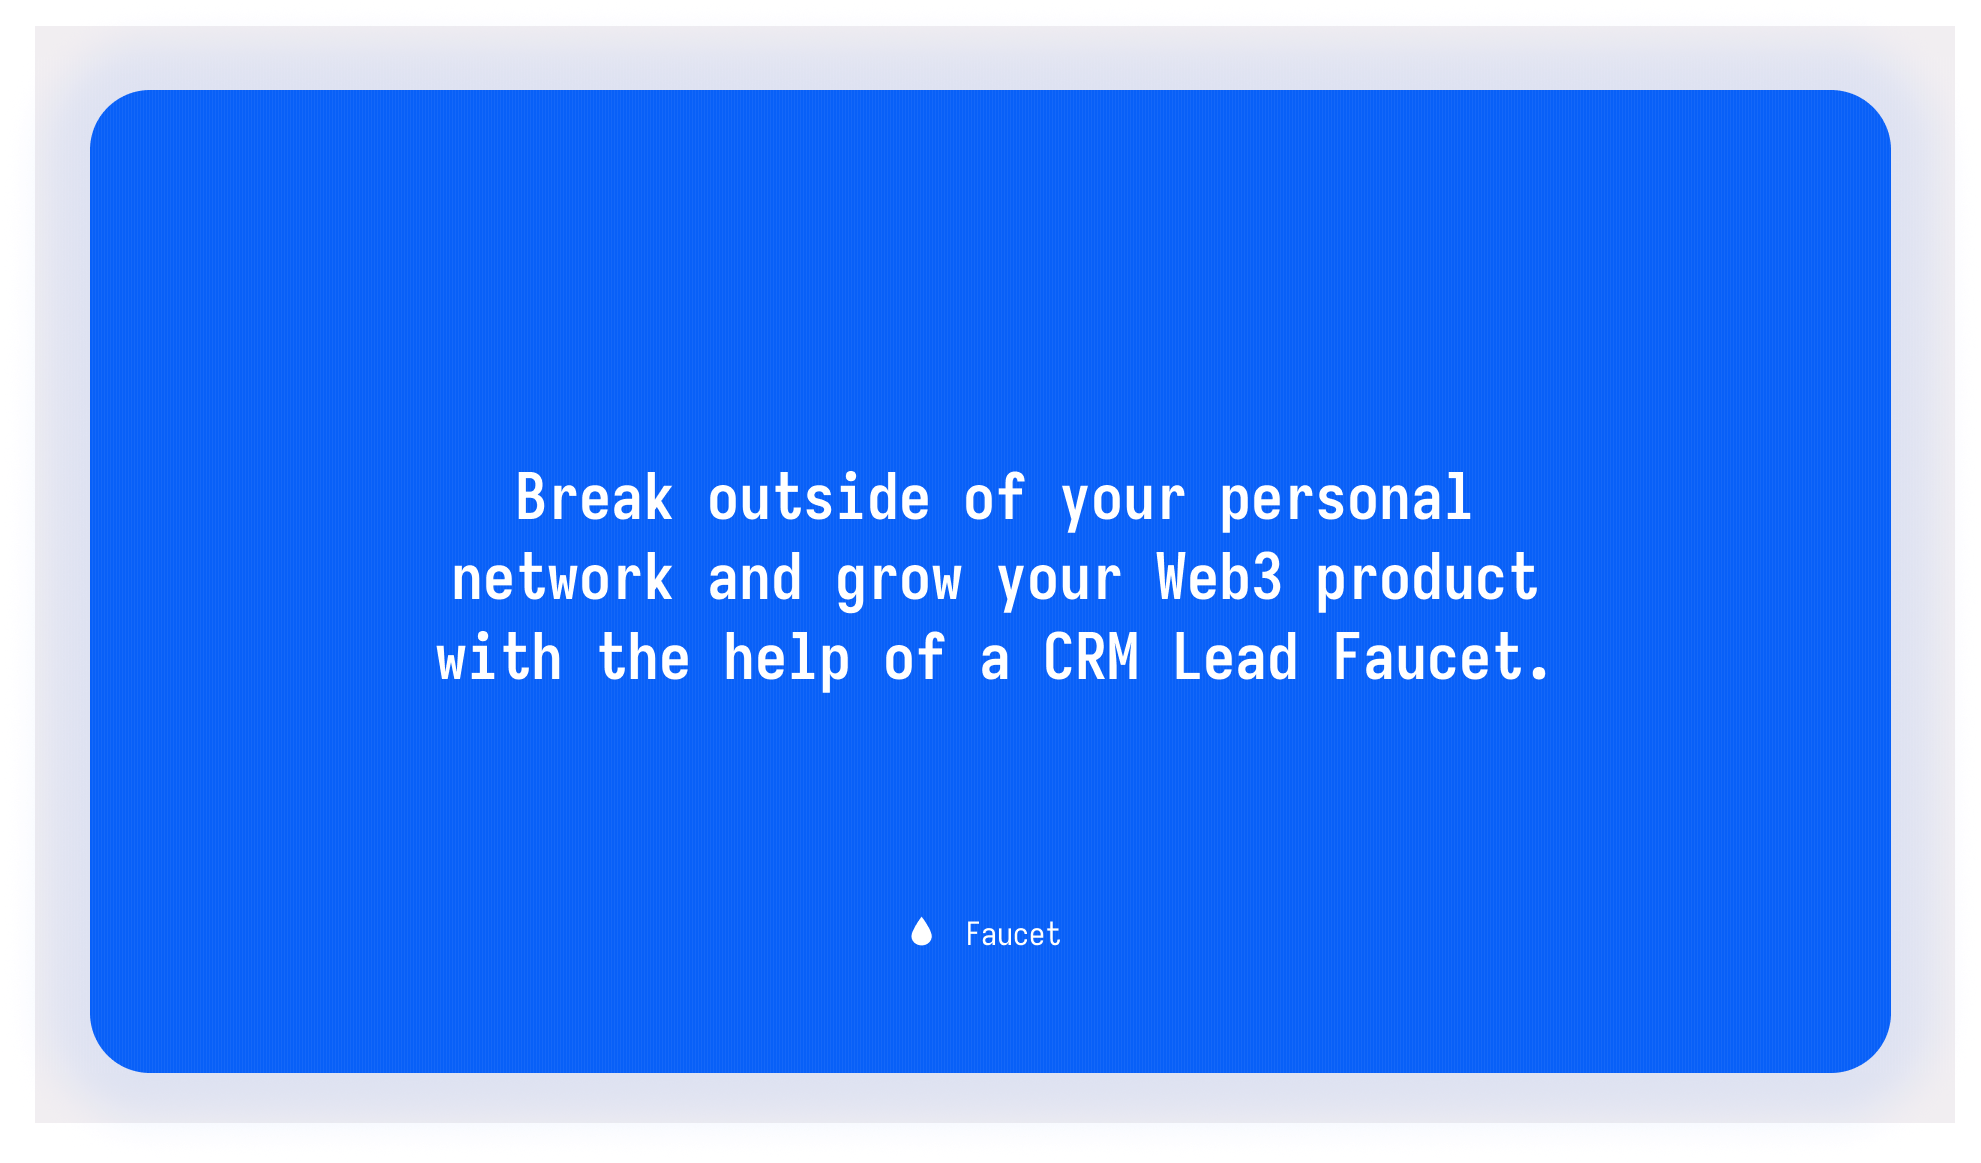 Break outside of your personal
network and grow your Web3 product
with the help of a CRM Lead Faucet.
Faucet